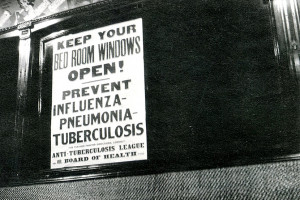 KEEP YOUR
BED ROOM WINDOWS
OPEN!
PREVENT
INFLUENZA-
PNEUMONIA-
TUBERCULOSIS
ANTI-TUBERCULOSIS LEAGUE
BOARD OF HEALTH